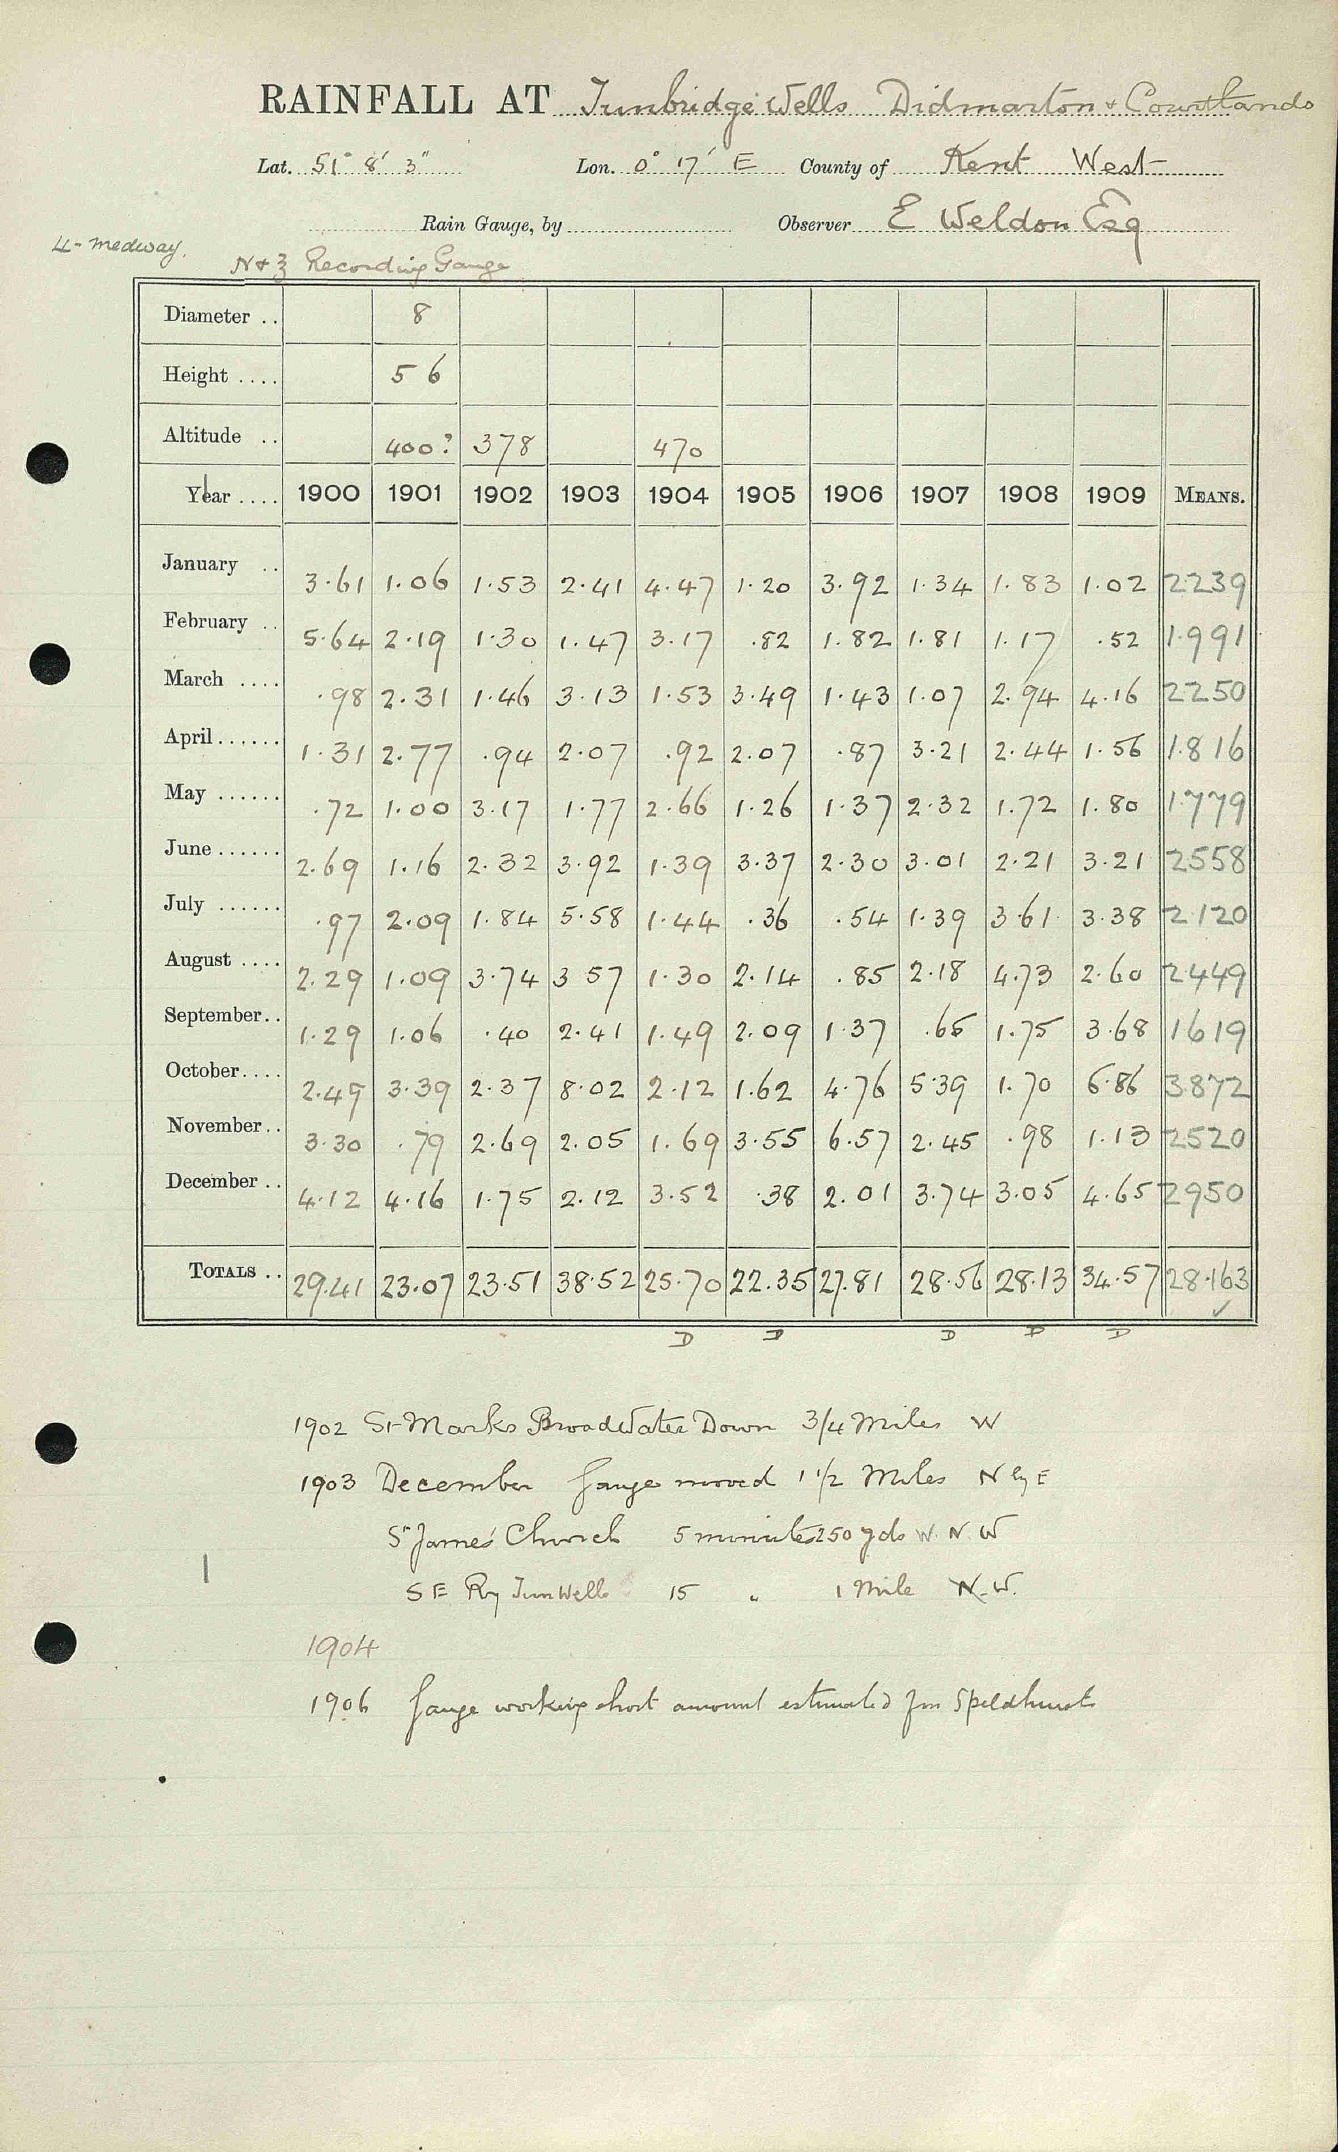 RAINFALL AT Tunbridge Wells Didmarton & Courtlands
Lat. 51° 8' 3" Lon. 0° 17' E County of Kent West
Rain Gauge, by Observer E Weldon Esq
4- Medway.
N & Z Recording Gauge
Diameter .. 8
Height .... 5 6
Altitude .. 400? 378 470
Year .... 1900 1901 1902 1903 1904 1905 1906 1907 1908 1909 MEANS.
January .. 3.61 1.06 1.53 2.41 4.47 1.20 3.92 1.34 1.83 1.02 2239
February .. 5.64 2.19 1.30 1.47 3.17 .82 1.82 1.81 1.17 .52 1.991
March .... .98 2.31 1.46 3.13 1.53 3.49 1.43 1.07 2.94 4.16 2250
April ...... 1.31 2.77 .94 2.07 .92 2.07 .87 3.21 2.44 1.56 1.816
May ...... .72 1.00 3.17 1.77 2.66 1.26 1.37 2.32 1.72 1.80 1.779
June ...... 2.69 1.16 2.32 3.92 1.39 3.37 2.30 3.01 2.21 3.21 2558
July ...... .97 2.09 1.84 5.58 1.44 .36 .54 1.39 3.61 3.38 2.120
August .... 2.29 1.09 3.74 3 57 1.30 2.14 .85 2.18 4.73 2.60 2449
September .. 1.29 1.06 .40 2.41 1.49 2.09 1.37 .65 1.75 3.68 1619
October .... 2.49 3.39 2.37 8.02 2.12 1.62 4.76 5.39 1.70 6.86 3872
November .. 3.30 .79 2.69 2.05 1.69 3.55 6.57 2.45 .98 1.13 2520
December .. 4.12 4.16 1.75 2.12 3.52 .38 2.01 3.74 3.05 4.65 2950
TOTALS .. 29.41 23.07 23.51 38.52 25.70 22.35 27.81 28.56 28.13 34.57 28.163
D D D D D
1902 St Marks Broadwater Down 3/4 Miles W
1903 December gauge moved 1 1/2 Miles N by E
St James' Church 5 minutes 250 yds W. N W
S E Ry Tun Wells 15 " 1 Mile N.W.
1904
1906 gauge working short amount estimated fm Speldhurst